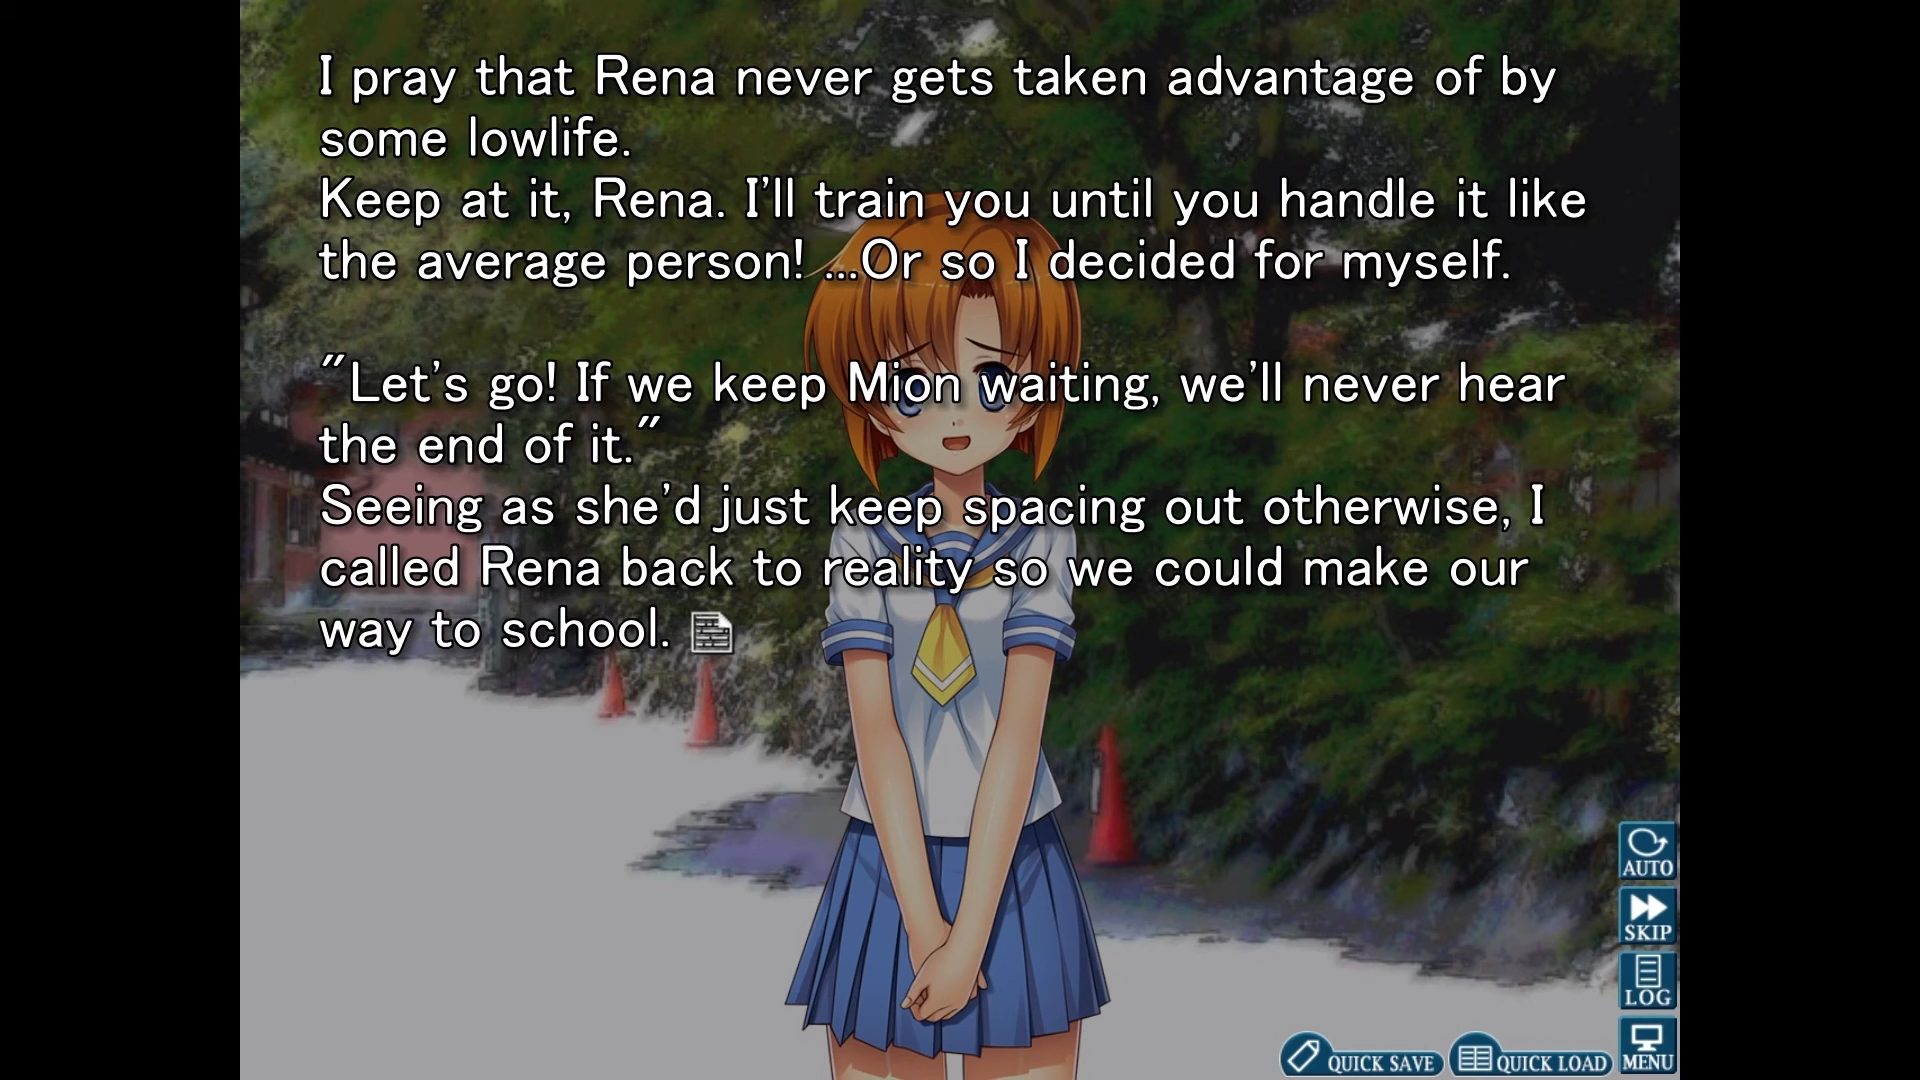 I pray that Rena never gets taken advantage of by
some lowlife.
Keep at it, Rena. I'll train you until you handle it like
the average person! ...Or so I decided for myself.
"Let's go! If we keep Mion waiting, we'll never hear
the end of it."
Seeing as she'd just keep spacing out otherwise, I
called Rena back to reality so we could make our
way to school.
AUTO
SKIP
LOG
MENU
QUICK SAVE
QUICK LOAD